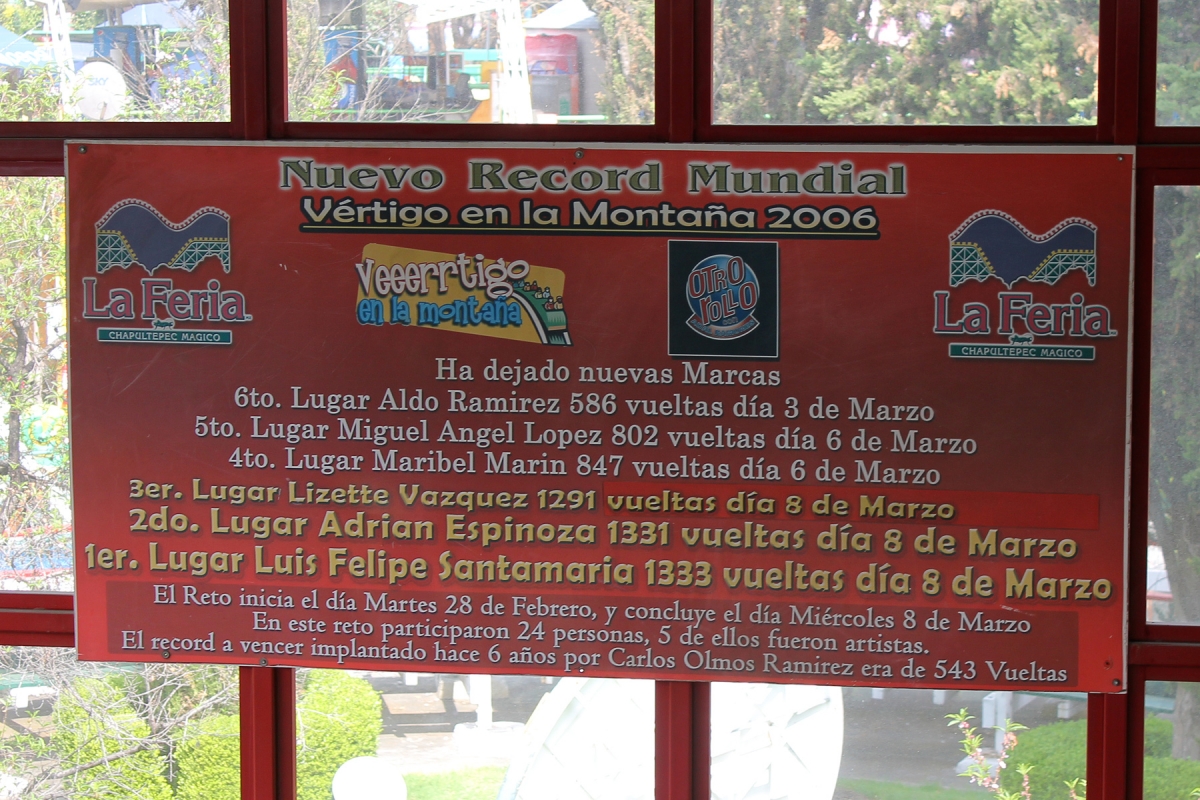 Nuevo Record Mundial
Vértigo en la Montaña 2006
La Feria
CHAPULTEPEC MAGICO
Veeerrtigo
en la montaña
OTRO
rollo
La Feria
CHAPULTEPEC MAGICO
Ha dejado nuevas Marcas
6to. Lugar Aldo Ramirez 586 vueltas día 3 de Marzo
5to. Lugar Miguel Angel Lopez 802 vueltas día 6 de Marzo
4to. Lugar Maribel Marin 847 vueltas día 6 de Marzo
3er. Lugar Lizette Vazquez 1291 vueltas día 8 de Marzo
2do. Lugar Adrian Espinoza 1331 vueltas día 8 de Marzo
1er. Lugar Luis Felipe Santamaria 1333 vueltas día 8 de Marzo
El Reto inicia el día Martes 28 de Febrero, y concluye el día Miércoles 8 de Marzo
En este reto participaron 24 personas, 5 de ellos fueron artistas.
El record a vencer implantado hace 6 años por Carlos Olmos Ramírez era de 543 Vueltas